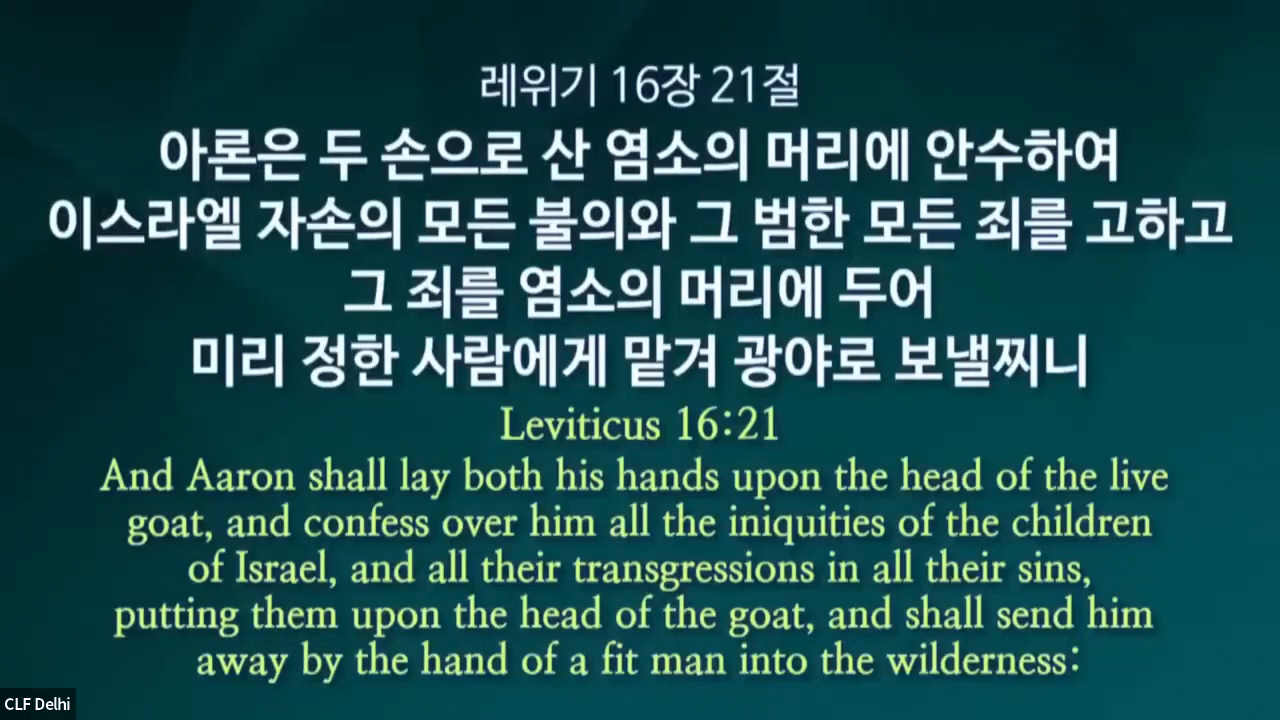 레위기 16장 21절
아론은 두 손으로 산 염소의 머리에 안수하여
이스라엘 자손의 모든 불의와 그 범한 모든 죄를 고하고
그 죄를 염소의 머리에 두어
미리 정한 사람에게 맡겨 광야로 보낼찌니
Leviticus 16:21
And Aaron shall lay both his hands upon the head of the live
goat, and confess over him all the iniquities of the children
of Israel, and all their transgressions in all their sins,
putting them upon the head of the goat, and shall send him
away by the hand of a fit man into the wilderness:
CLF Delhi